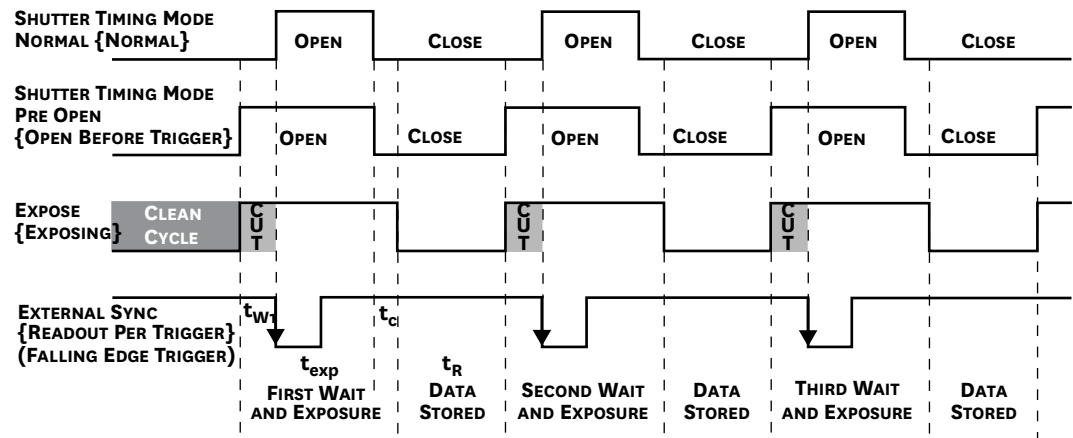 SHUTTER TIMING MODE
NORMAL {NORMAL}
OPEN CLOSE OPEN CLOSE OPEN CLOSE
SHUTTER TIMING MODE
PRE OPEN
{OPEN BEFORE TRIGGER}
OPEN CLOSE OPEN CLOSE OPEN CLOSE
EXPOSE
{EXPOSING}
CLEAN
CYCLE
CUT
CUT
CUT
EXTERNAL SYNC
{READOUT PER TRIGGER}
(FALLING EDGE TRIGGER)
tW1
tc
texp
tR
FIRST WAIT
AND EXPOSURE
DATA
STORED
SECOND WAIT
AND EXPOSURE
DATA
STORED
THIRD WAIT
AND EXPOSURE
DATA
STORED